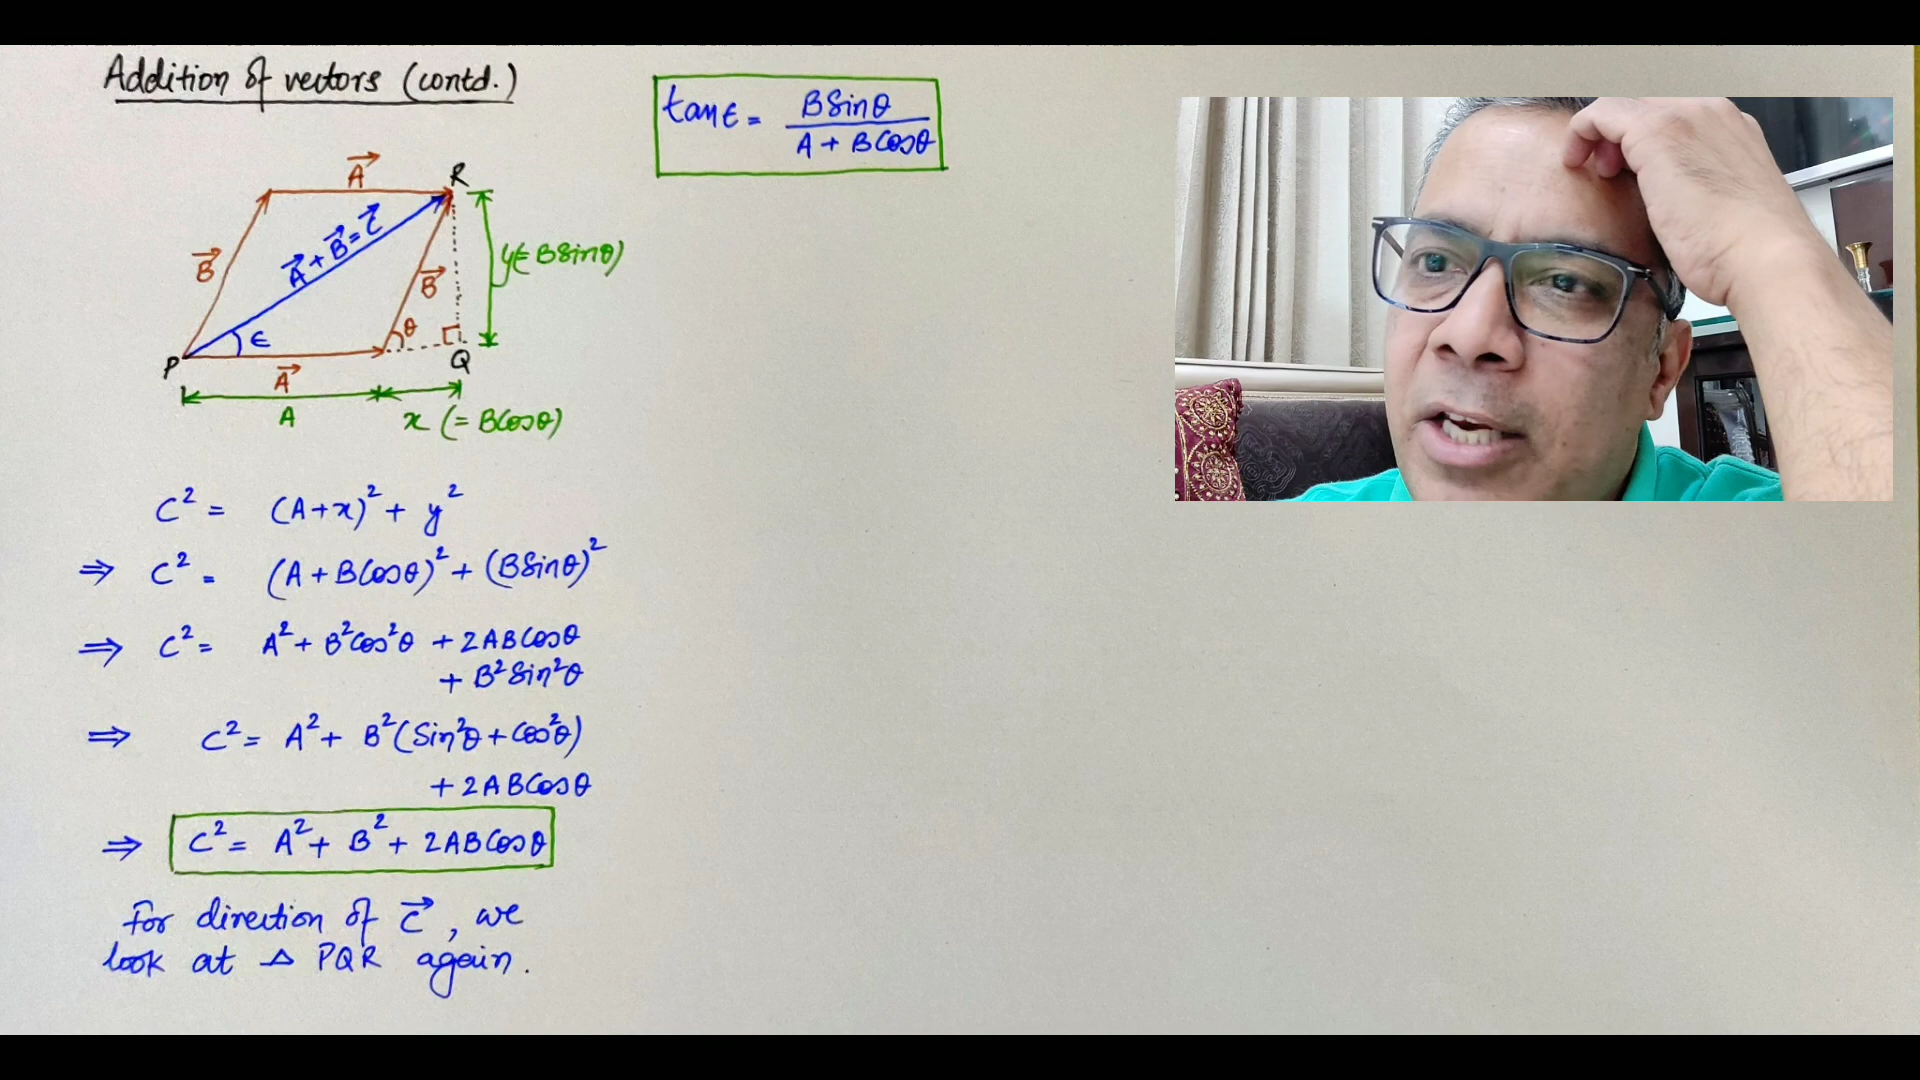 Addition of vectors (contd.)
tan ϵ = B Sinθ / A + B Cosθ
A⃗
R
B⃗
A⃗ + B⃗ = C⃗
B⃗
y (= B Sinθ)
θ
ϵ
P
Q
A⃗
A
x (= B Cosθ)
C² = (A + x)² + y²
⇒ C² = (A + B Cosθ)² + (B Sinθ)²
⇒ C² = A² + B² Cos²θ + 2AB Cosθ
+ B² Sin²θ
⇒ C² = A² + B² (Sin²θ + Cos²θ)
+ 2AB Cosθ
⇒ C² = A² + B² + 2AB Cosθ
For direction of C⃗, we
look at △ PQR again.